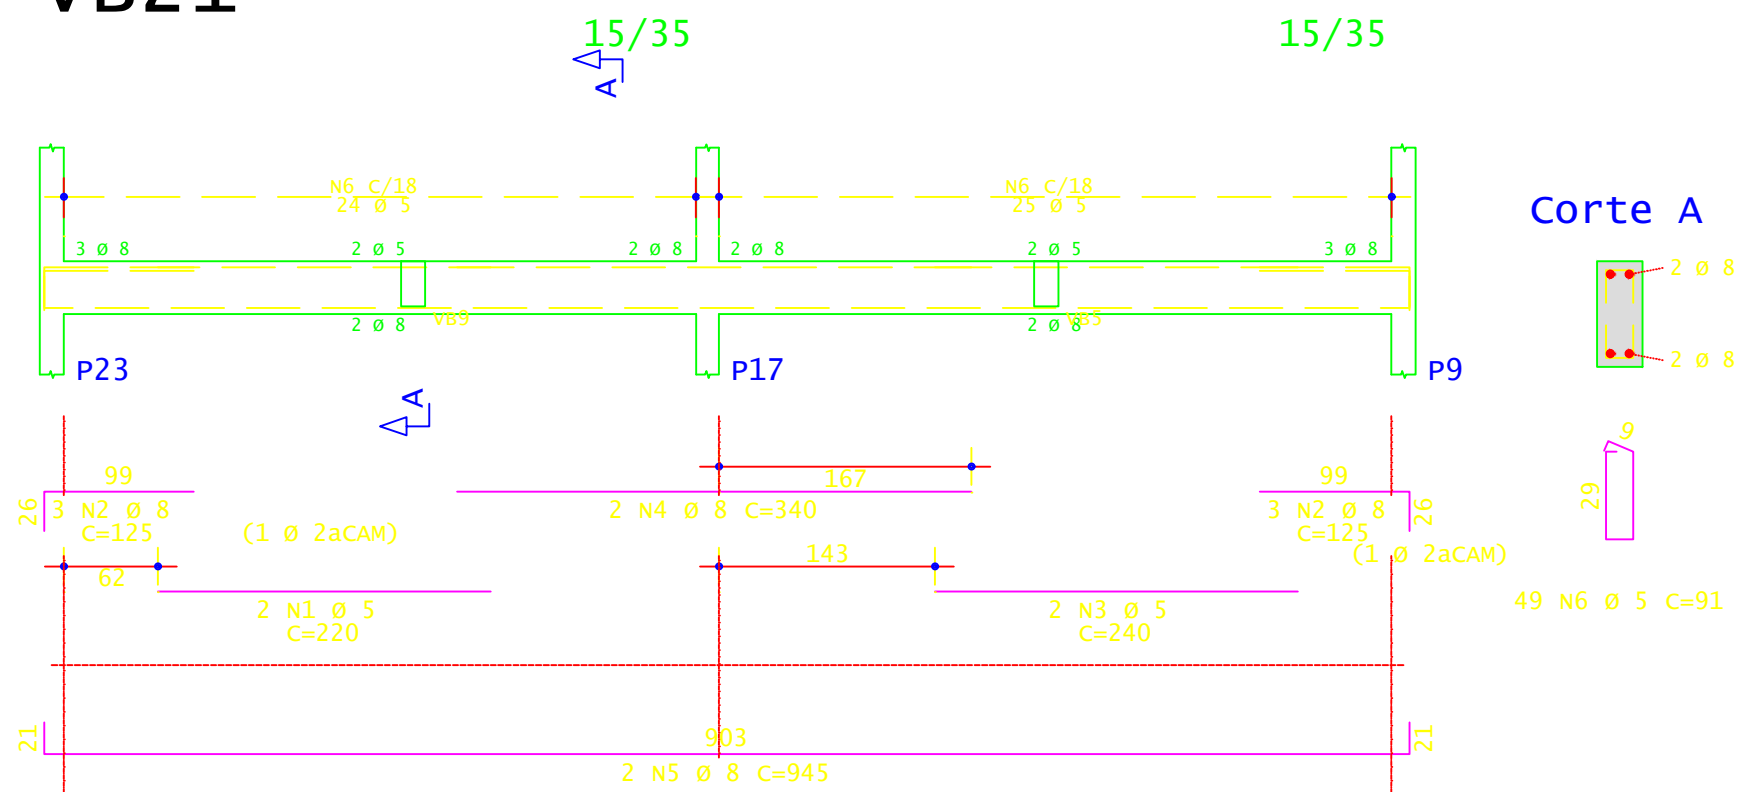 15/35 15/35
A
N6 C/18 N6 C/18
24 Ø 5 25 Ø 5
Corte A
3 Ø 8 2 Ø 5 2 Ø 8 2 Ø 8 2 Ø 5 3 Ø 8
2 Ø 8
VB9 VB5
2 Ø 8 2 Ø 8
2 Ø 8
P23 P17 P9
A
9
99 167 99
26 3 N2 Ø 8 2 N4 Ø 8 C=340 3 N2 Ø 8 26 29
C=125 (1 Ø 2aCAM) C=125
(1 Ø 2aCAM)
62 143
2 N1 Ø 5 2 N3 Ø 5 49 N6 Ø 5 C=91
C=220 C=240
21 903 21
2 N5 Ø 8 C=945